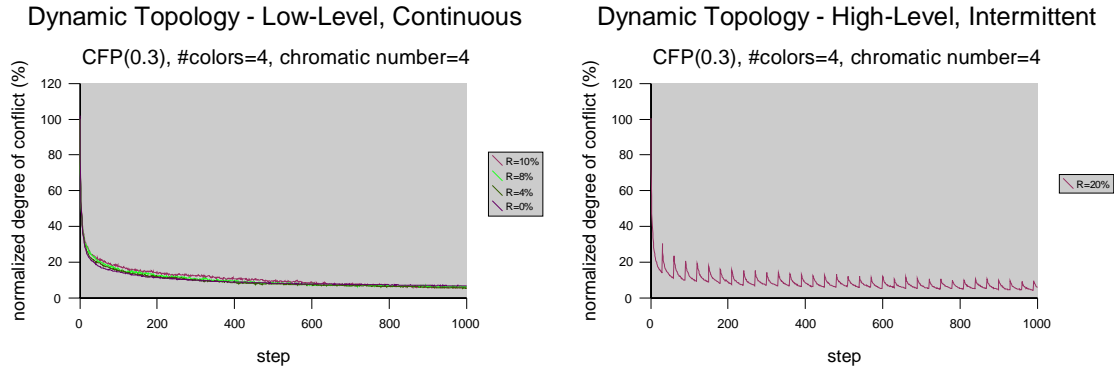 Dynamic Topology - Low-Level, Continuous
CFP(0.3), #colors=4, chromatic number=4
normalized degree of conflict (%)
120
100
80
60
40
20
0
0
200
400
600
800
1000
step
R=10%
R=8%
R=4%
R=0%
Dynamic Topology - High-Level, Intermittent
CFP(0.3), #colors=4, chromatic number=4
normalized degree of conflict (%)
120
100
80
60
40
20
0
0
200
400
600
800
1000
step
R=20%